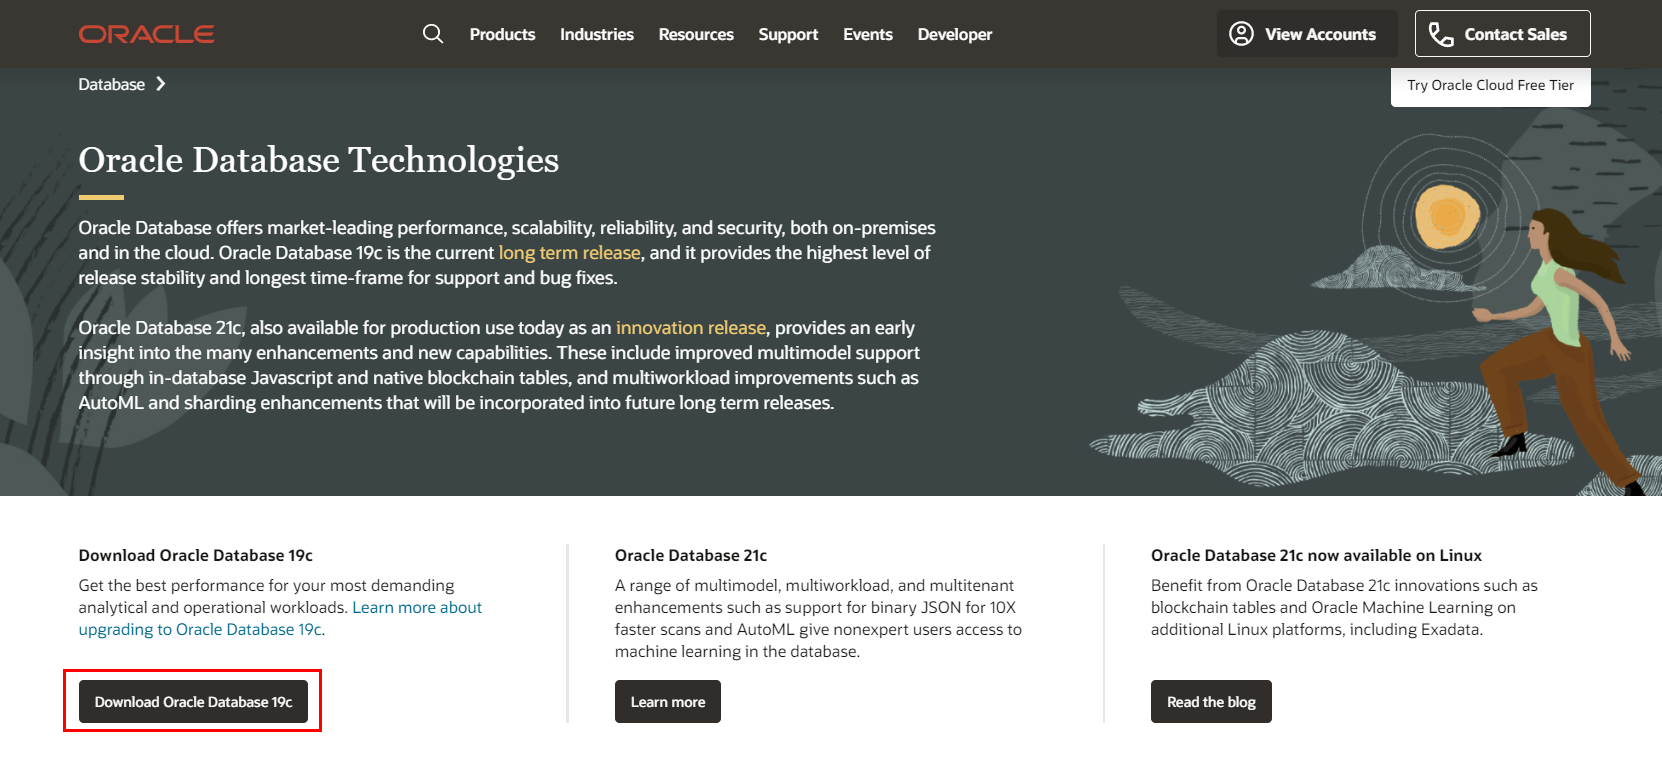 ORACLE
Products Industries Resources Support Events Developer
View Accounts
Contact Sales
Database
Try Oracle Cloud Free Tier
Oracle Database Technologies
Oracle Database offers market-leading performance, scalability, reliability, and security, both on-premises
and in the cloud. Oracle Database 19c is the current long term release, and it provides the highest level of
release stability and longest time-frame for support and bug fixes.
Oracle Database 21c, also available for production use today as an innovation release, provides an early
insight into the many enhancements and new capabilities. These include improved multimodel support
through in-database Javascript and native blockchain tables, and multiworkload improvements such as
AutoML and sharding enhancements that will be incorporated into future long term releases.
Download Oracle Database 19c
Get the best performance for your most demanding
analytical and operational workloads. Learn more about
upgrading to Oracle Database 19c.
Download Oracle Database 19c
Oracle Database 21c
A range of multimodel, multiworkload, and multitenant
enhancements such as support for binary JSON for 10X
faster scans and AutoML give nonexpert users access to
machine learning in the database.
Learn more
Oracle Database 21c now available on Linux
Benefit from Oracle Database 21c innovations such as
blockchain tables and Oracle Machine Learning on
additional Linux platforms, including Exadata.
Read the blog